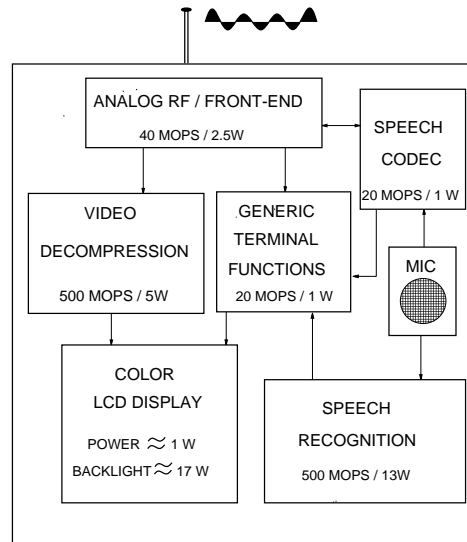 ANALOG RF / FRONT-END
40 MOPS / 2.5W
SPEECH
CODEC
20 MOPS / 1 W
VIDEO
DECOMPRESSION
500 MOPS / 5W
GENERIC
TERMINAL
FUNCTIONS
20 MOPS / 1 W
MIC
COLOR
LCD DISPLAY
POWER ≈ 1 W
BACKLIGHT ≈ 17 W
SPEECH
RECOGNITION
500 MOPS / 13W